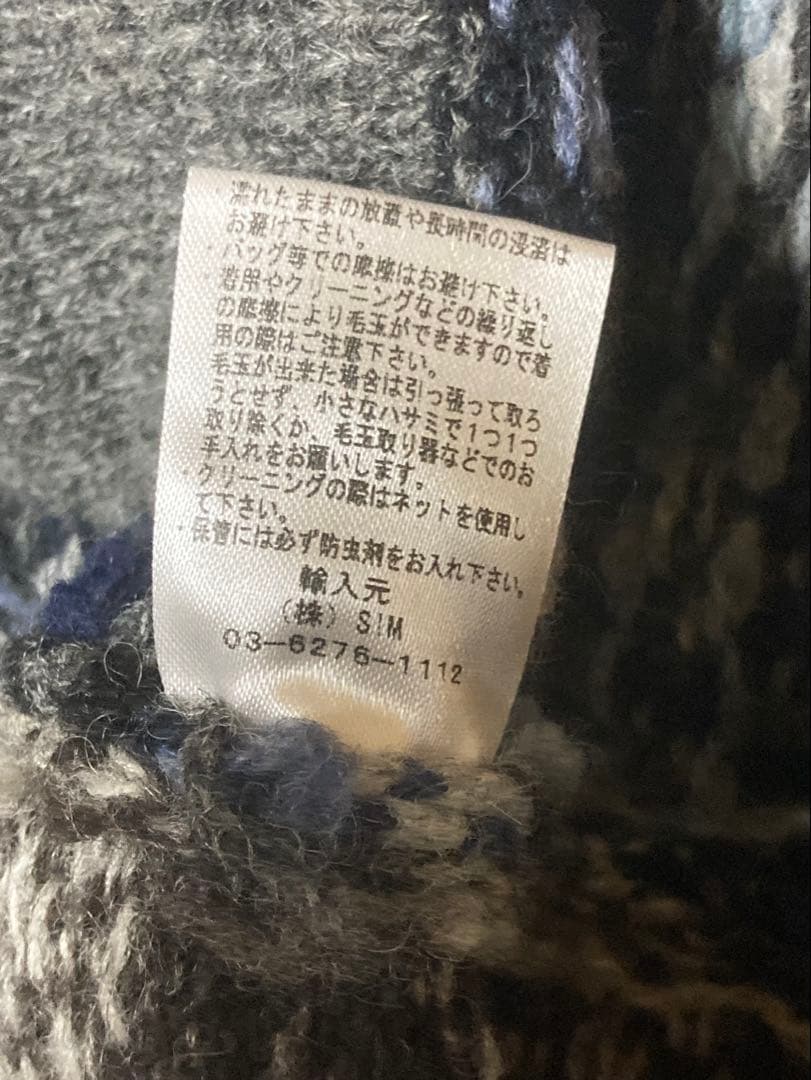 ・濡れたままの放置や長時間の浸漬は
お避け下さい。
・バッグ等での摩擦はお避け下さい。
・着用やクリーニングなどの繰り返し
の摩擦により毛玉ができますので着
用の際はご注意下さい。
毛玉が出来た場合は引っ張って取ろ
うとせず、小さなハサミで1つ1つ
取り除くか、毛玉取り器などでのお
手入れをお願いします。
・クリーニングの際はネットを使用し
て下さい。
・保管には必ず防虫剤をお入れ下さい。
輸入元
(株) SIM
03-6276-1112